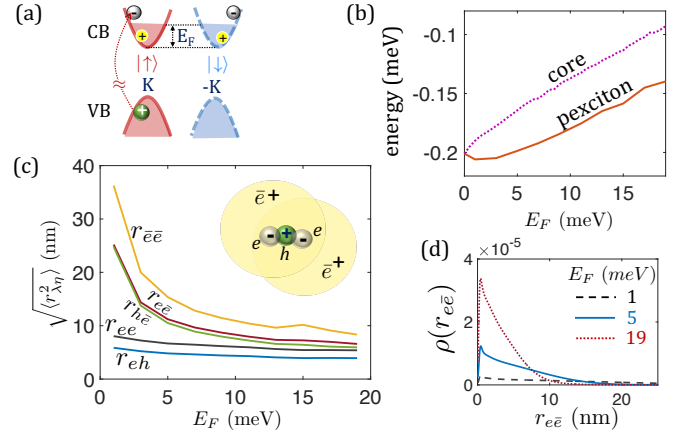 (a)
CB
-
-
+
+
E_F
|↑⟩
|↓⟩
≈
K
-K
VB
+
(b)
energy (meV)
-0.1
-0.15
-0.2
core
pexciton
0
5
10
15
E_F (meV)
(c)
√⟨r²_λη⟩ (nm)
40
30
20
10
0
r_ēē
r_eē
r_hē
r_ee
r_eh
ē+
e - + - e
h
ē+
0
5
10
15
20
E_F (meV)
(d)
×10⁻⁵
ρ(r_eē)
4
2
0
E_F (meV)
1
5
19
0
10
20
r_eē (nm)